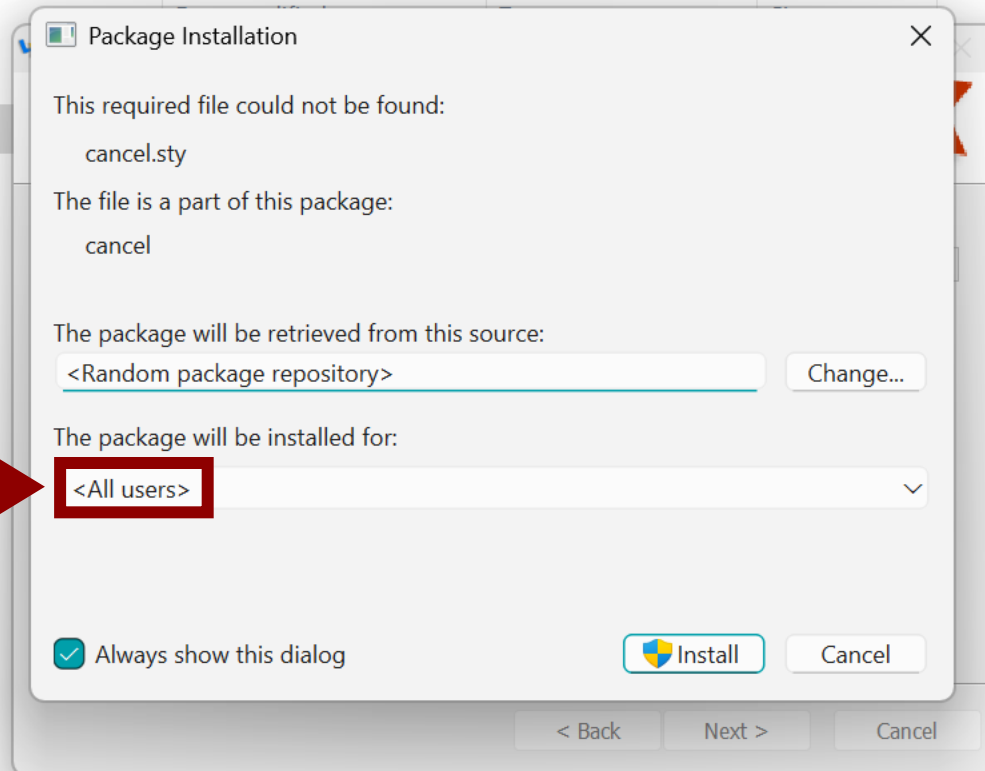 Package Installation
This required file could not be found:
cancel.sty
The file is a part of this package:
cancel
The package will be retrieved from this source:
<Random package repository>
Change...
The package will be installed for:
<All users>
Always show this dialog
Install
Cancel
< Back
Next >
Cancel